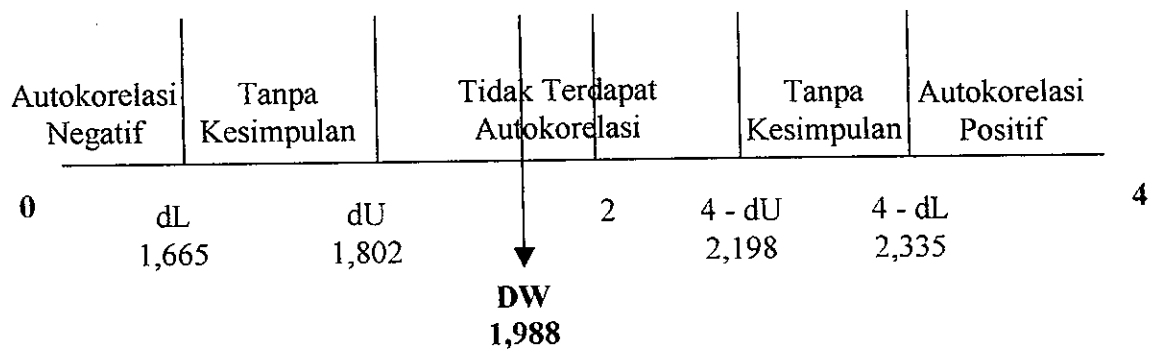 Autokorelasi Negatif
Tanpa Kesimpulan
Tidak Terdapat Autokorelasi
Tanpa Kesimpulan
Autokorelasi Positif
0
dL
1,665
dU
1,802
2
4 - dU
2,198
4 - dL
2,335
4
DW
1,988